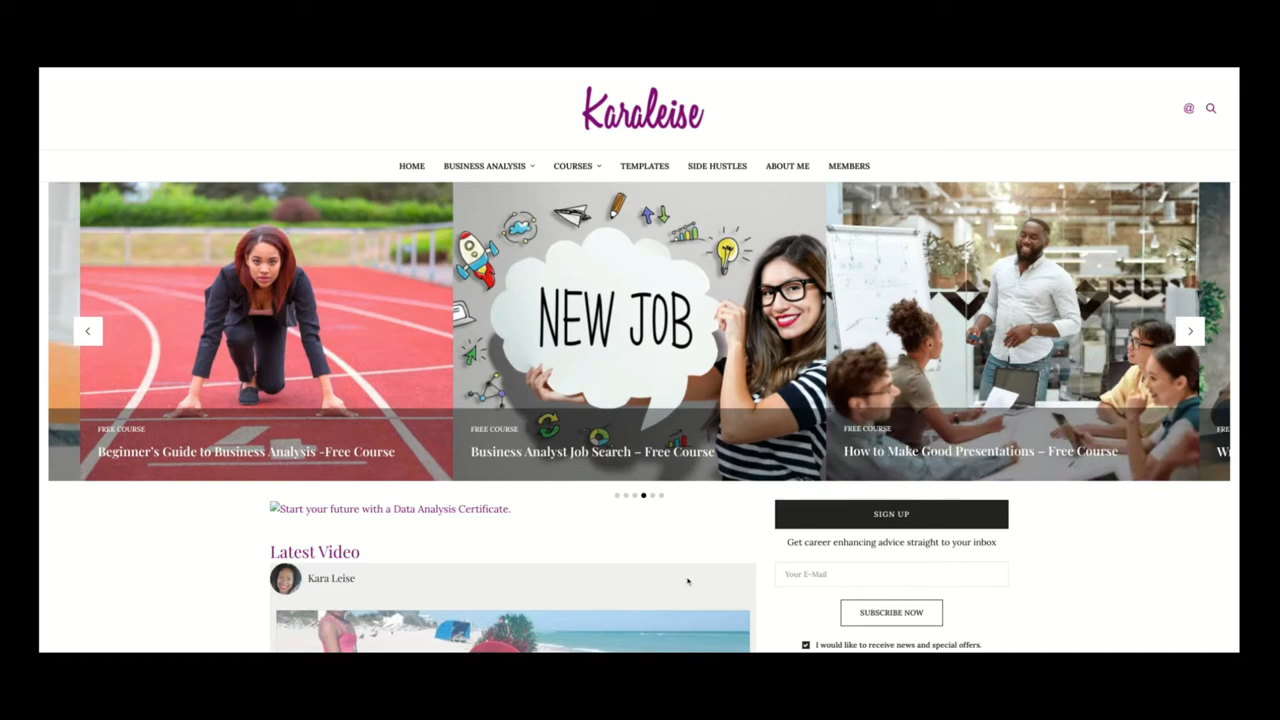 Karaleise
@
HOME BUSINESS ANALYSIS COURSES TEMPLATES SIDE HUSTLES ABOUT ME MEMBERS
NEW JOB
FREE COURSE
Beginner's Guide to Business Analysis -Free Course
FREE COURSE
Business Analyst Job Search – Free Course
FREE COURSE
How to Make Good Presentations – Free Course
FRE
Start your future with a Data Analysis Certificate.
Latest Video
Kara Leise
SIGN UP
Get career enhancing advice straight to your inbox
Your E-Mail
SUBSCRIBE NOW
I would like to receive news and special offers.